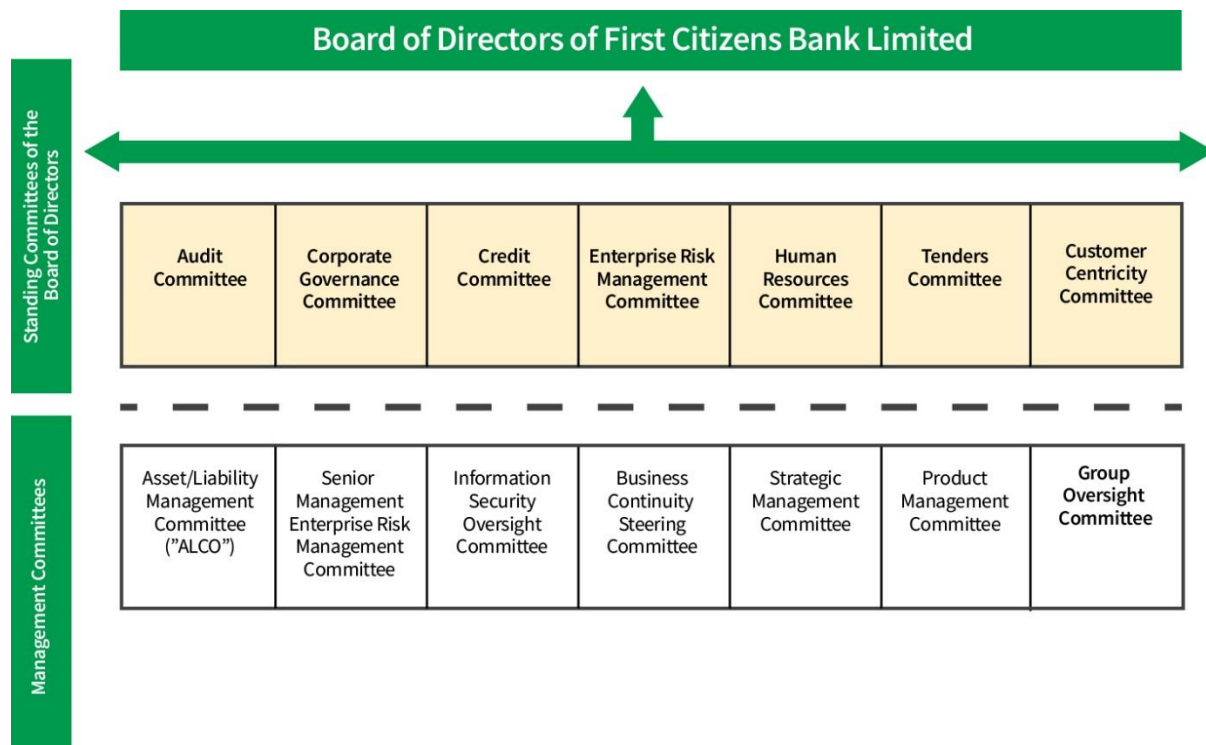 Board of Directors of First Citizens Bank Limited
Standing Committees of the
Board of Directors
Audit
Committee
Corporate
Governance
Committee
Credit
Committee
Enterprise Risk
Management
Committee
Human
Resources
Committee
Tenders
Committee
Customer
Centricity
Committee
Management Committees
Asset/Liability
Management
Committee
("ALCO")
Senior
Management
Enterprise Risk
Management
Committee
Information
Security
Oversight
Committee
Business
Continuity
Steering
Committee
Strategic
Management
Committee
Product
Management
Committee
Group
Oversight
Committee